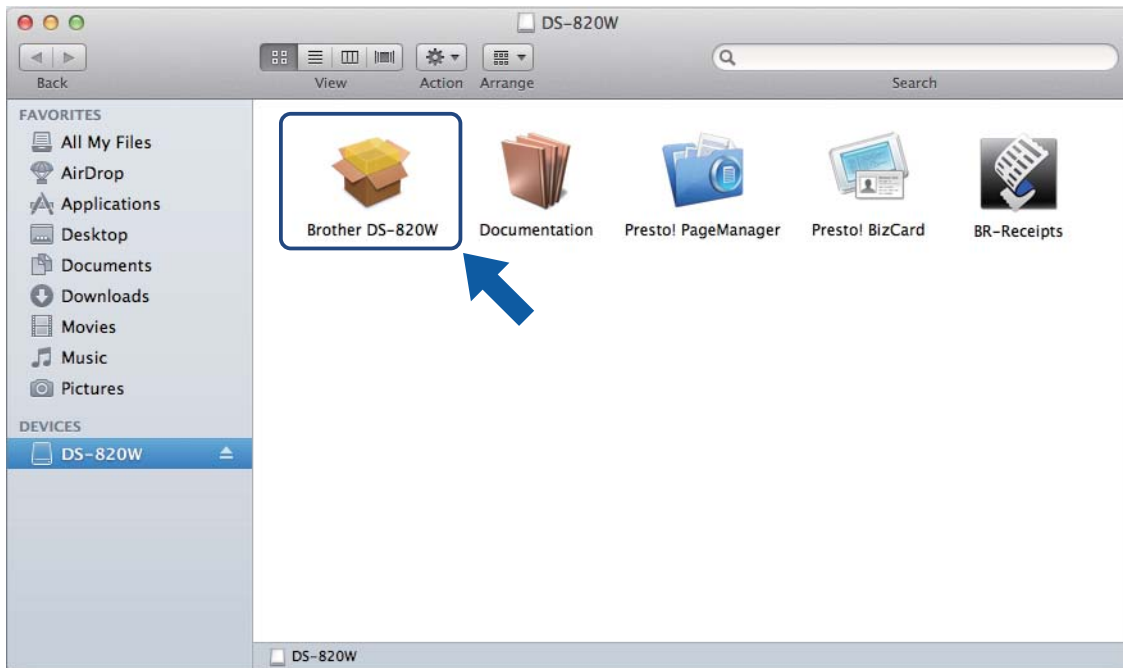 DS-820W
Back
View
Action
Arrange
Search
FAVORITES
All My Files
AirDrop
Applications
Desktop
Documents
Downloads
Movies
Music
Pictures
DEVICES
DS-820W
Brother DS-820W
Documentation
Presto! PageManager
Presto! BizCard
BR-Receipts
DS-820W